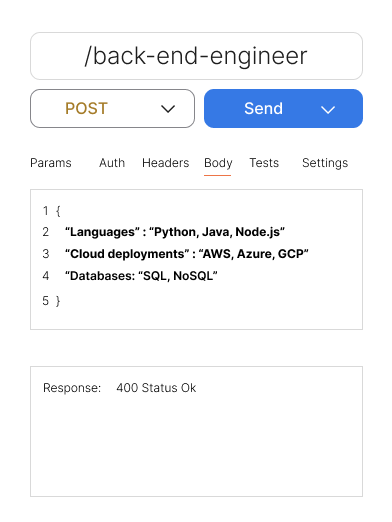 /back-end-engineer
POST Send
Params Auth Headers Body Tests Settings
1 {
2 “Languages” : “Python, Java, Node.js”
3 “Cloud deployments” : “AWS, Azure, GCP”
4 “Databases: “SQL, NoSQL”
5 }
Response: 400 Status Ok